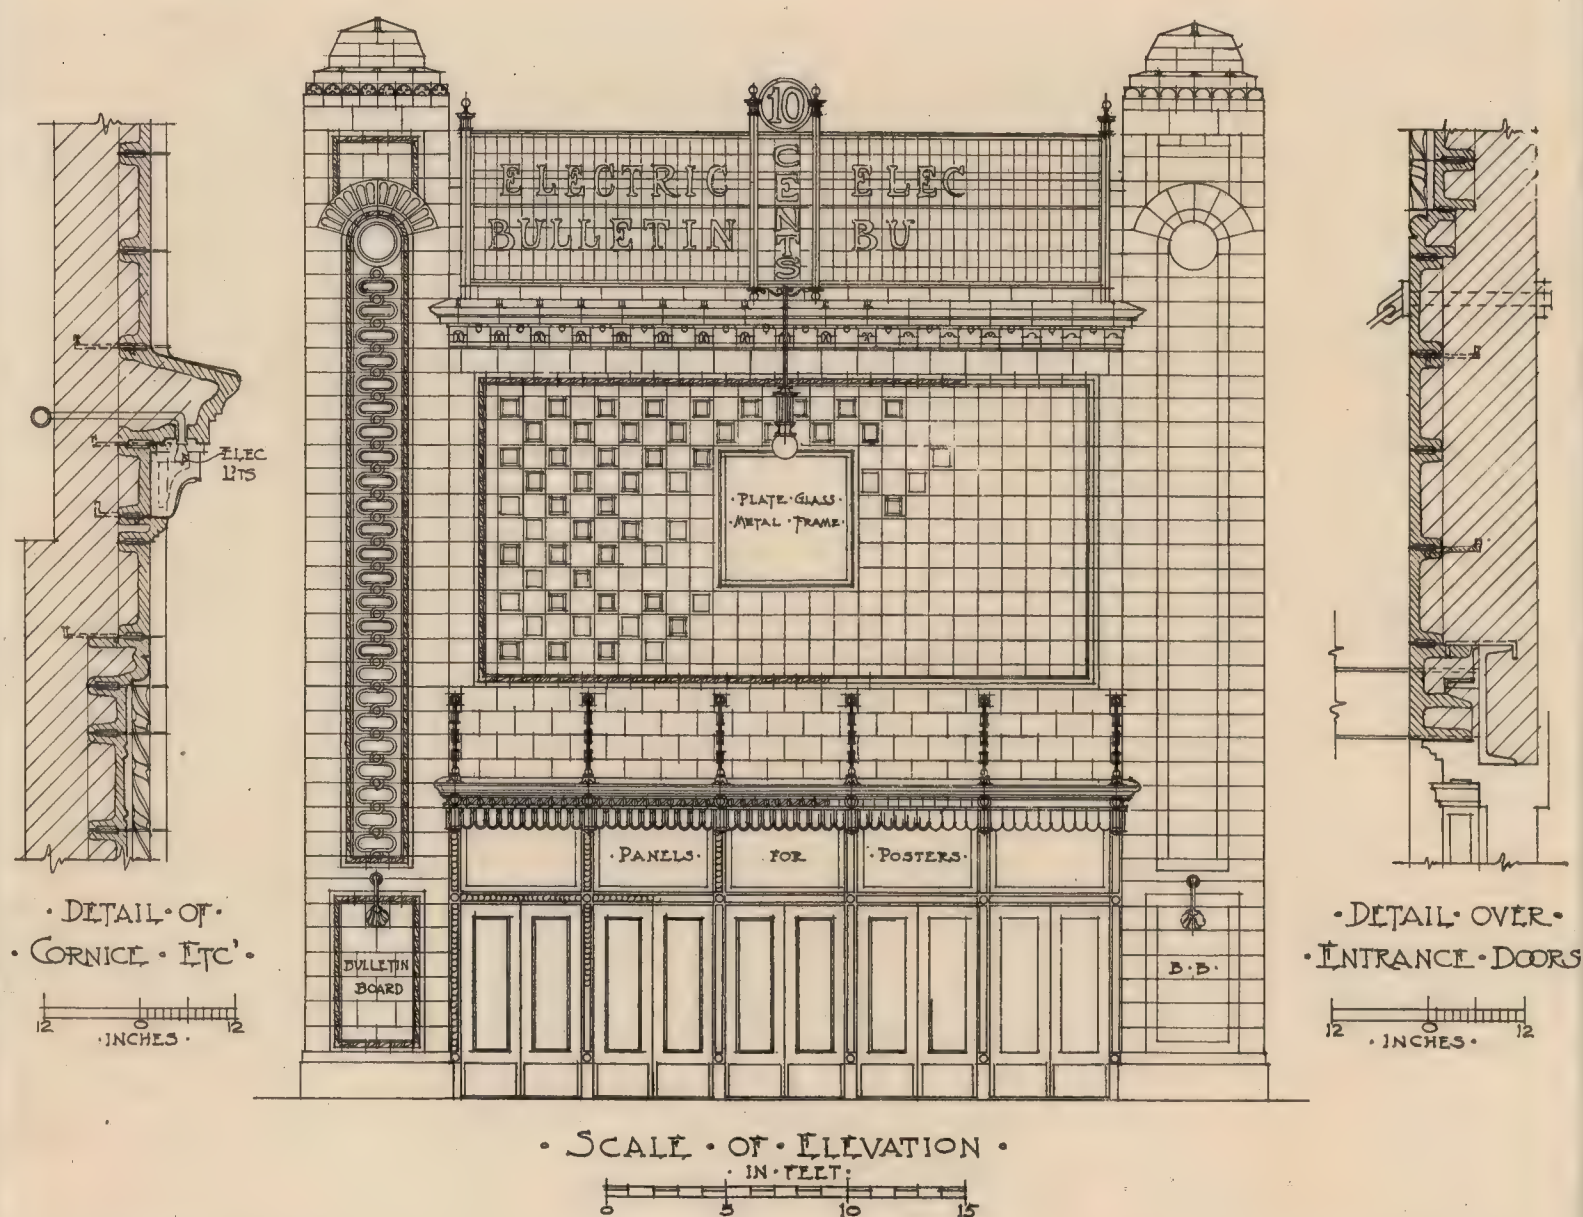 10
CENTS
ELECTRIC
BULLETIN
ELEC
BU
ELEC
LTS
·PLATE·GLASS·
·METAL·FRAME·
·PANELS· FOR ·POSTERS·
BULLETIN
BOARD
B·B·
·DETAIL·OF·
·CORNICE·ETC'·
12 0 12
·INCHES·
·DETAIL·OVER·
·ENTRANCE·DOORS
12 0 12
·INCHES·
·SCALE·OF·ELEVATION·
·IN·FEET·
0 5 10 15